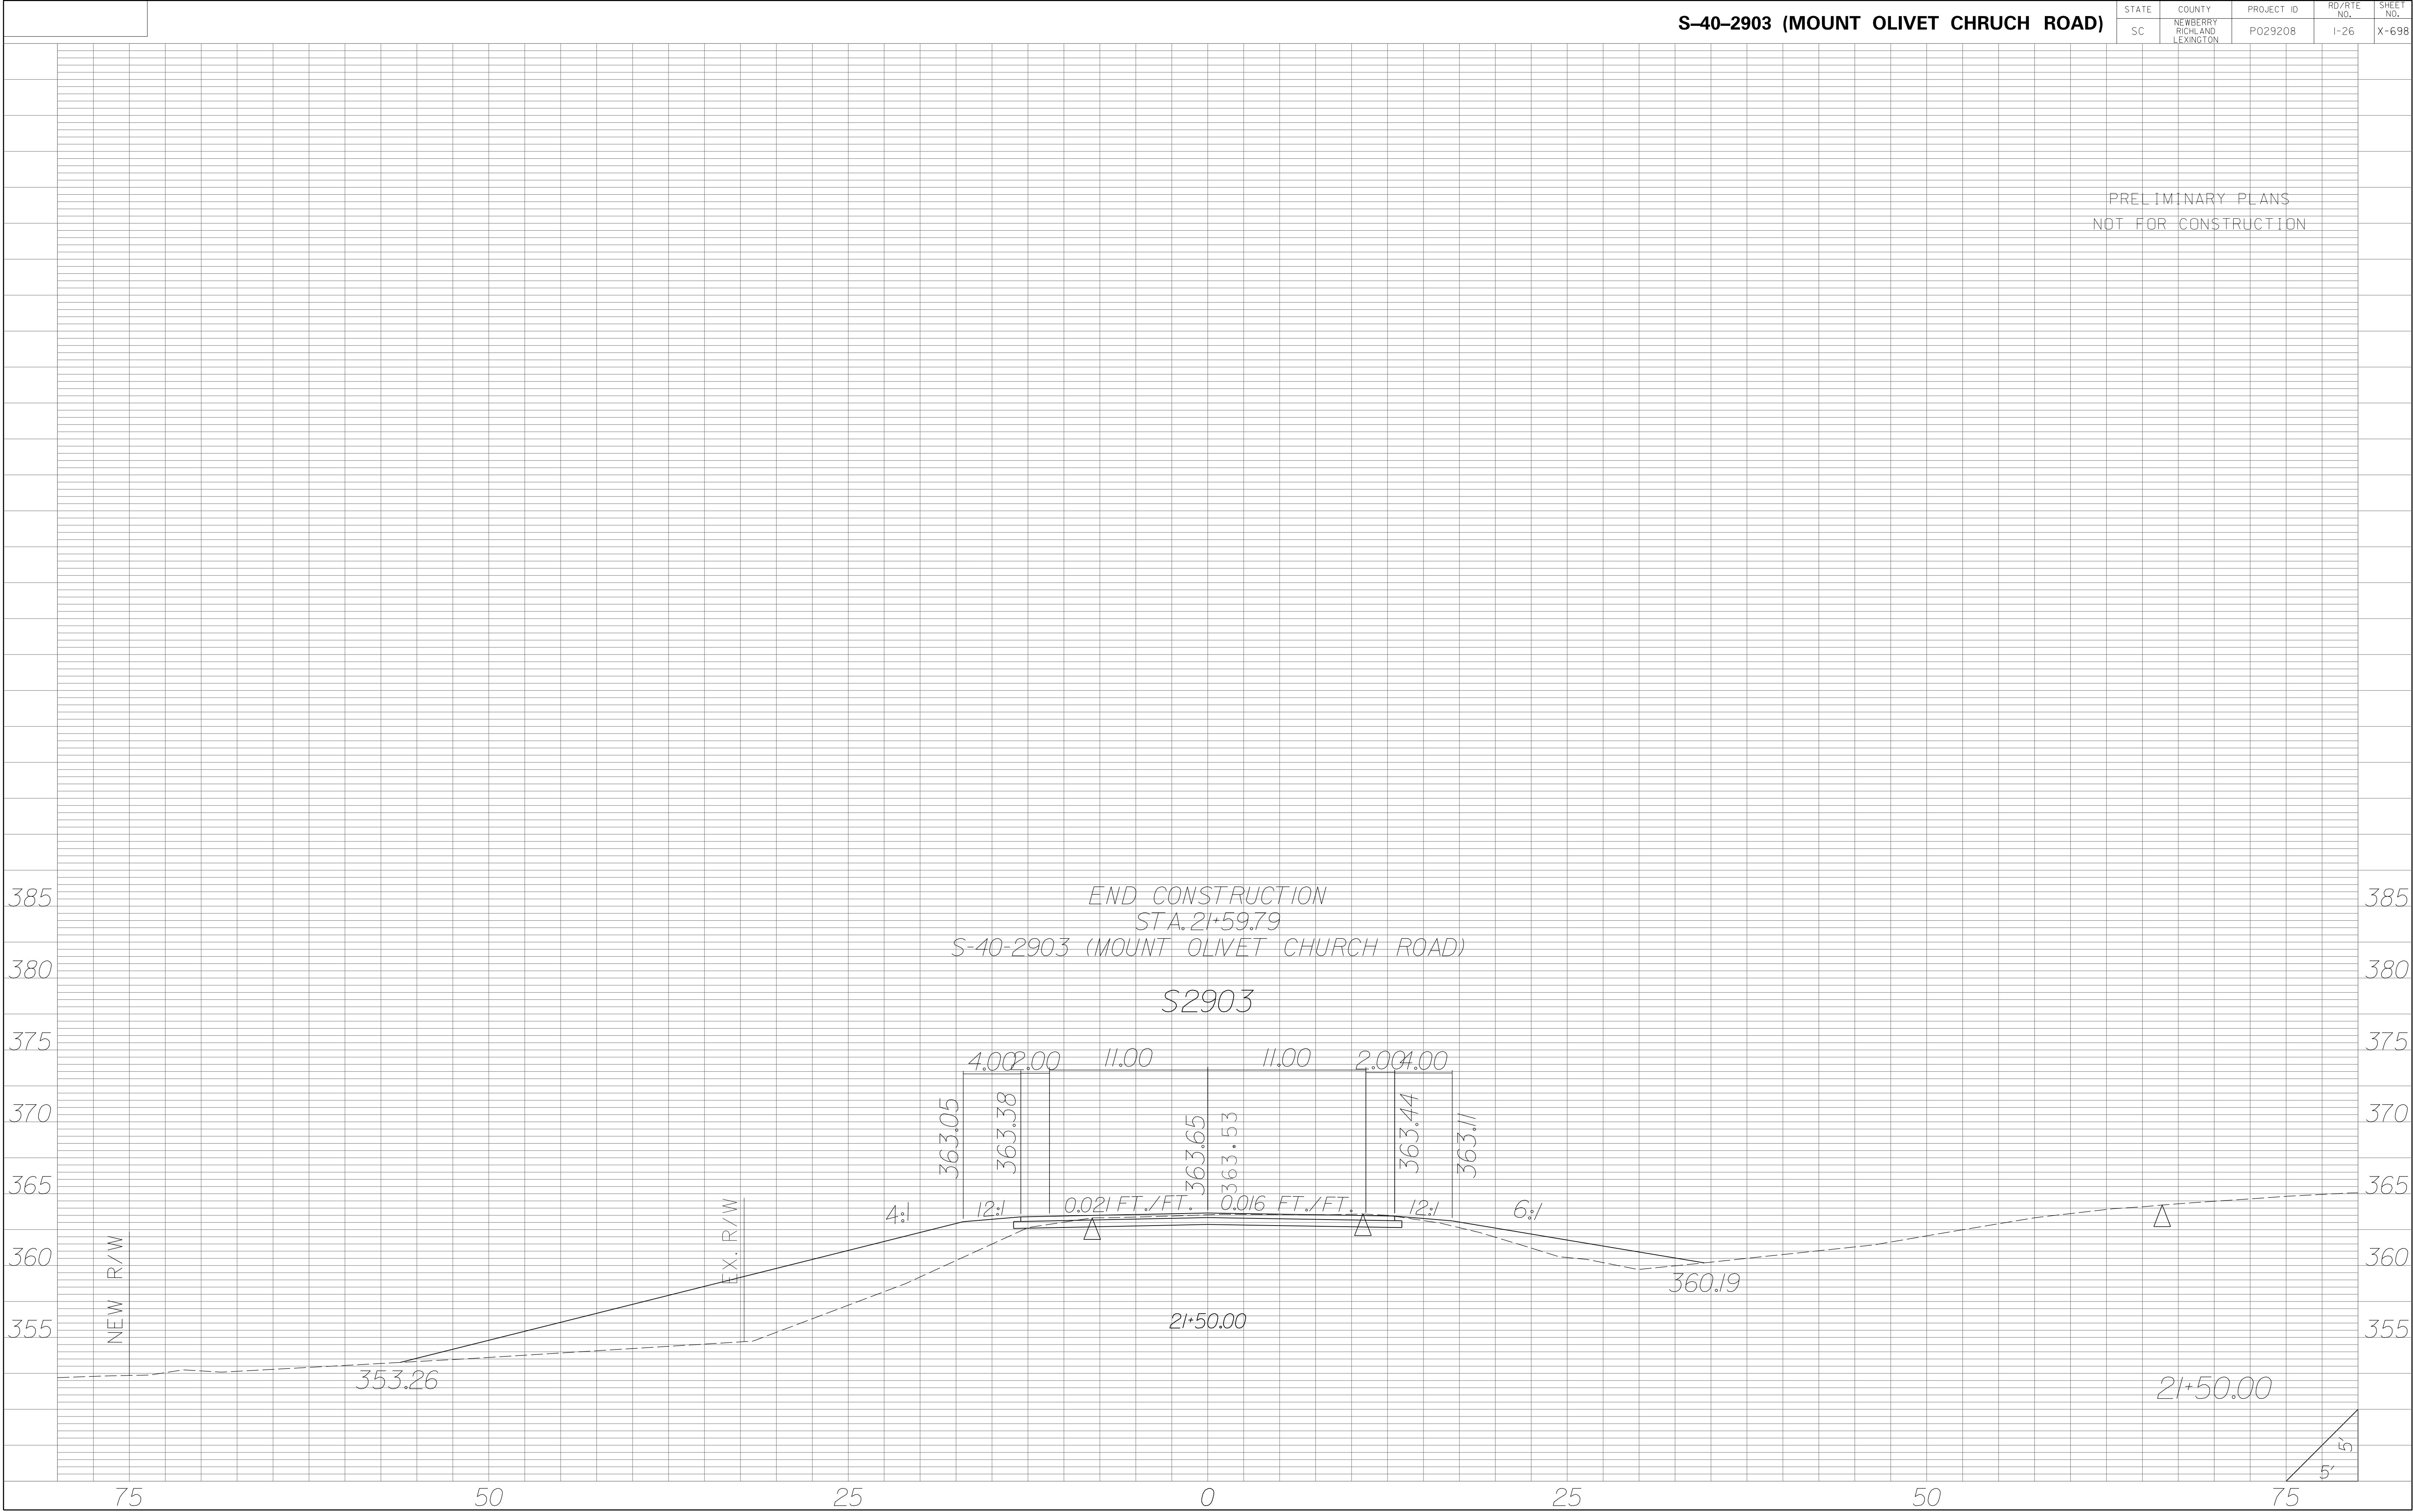 S-40-2903 (MOUNT OLIVET CHRUCH ROAD)
STATE COUNTY PROJECT ID RD/RTE NO. SHEET NO.
SC NEWBERRY RICHLAND LEXINGTON P029208 I-26 X-698
PRELIMINARY PLANS
NOT FOR CONSTRUCTION
END CONSTRUCTION
STA. 21+59.79
S-40-2903 (MOUNT OLIVET CHURCH ROAD)
S2903
385 385
380 380
375 375
370 370
365 365
360 360
355 355
4.00 2.00 11.00 11.00 2.00 4.00
363.05 363.38 363.65 363.53 363.44 363.11
4:1 12:1 0.021 FT./FT. 0.016 FT./FT. 12:1 6:1
NEW R/W
EX. R/W
360.19
353.26
21+50.00
21+50.00
5'
5'
75 50 25 0 25 50 75